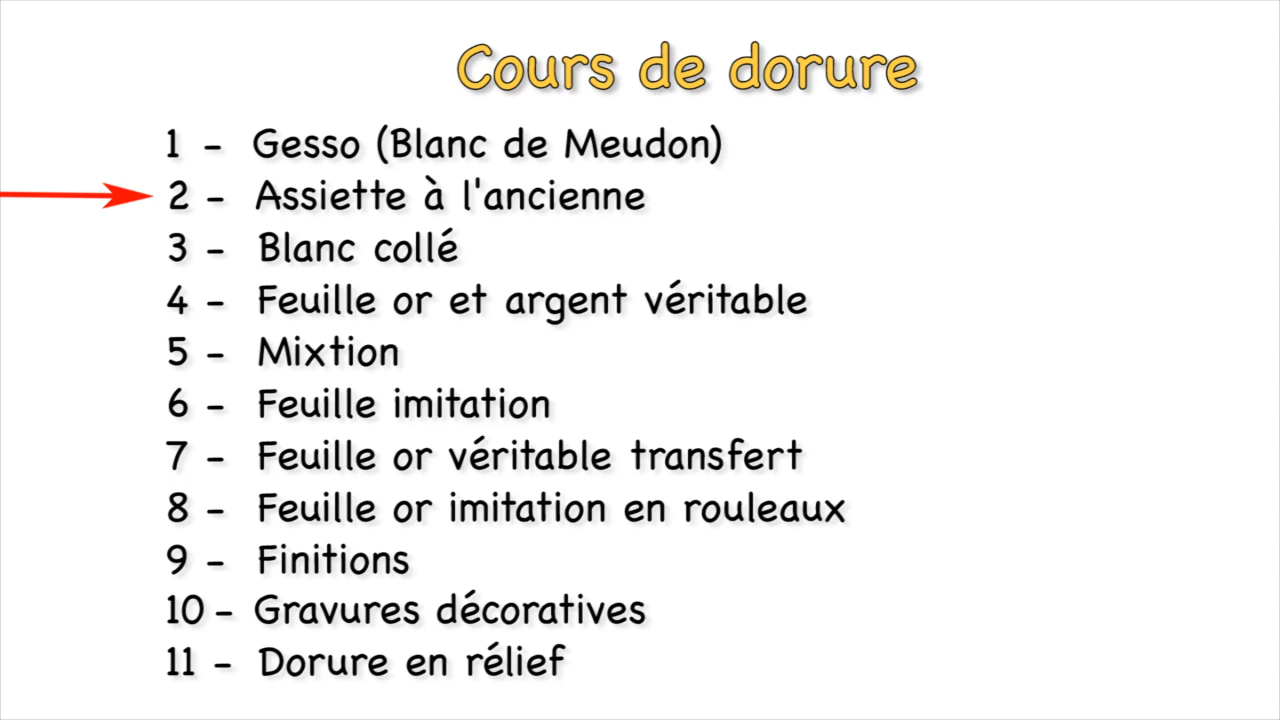 Cours de dorure
1 - Gesso (Blanc de Meudon)
2 - Assiette à l'ancienne
3 - Blanc collé
4 - Feuille or et argent véritable
5 - Mixtion
6 - Feuille imitation
7 - Feuille or véritable transfert
8 - Feuille or imitation en rouleaux
9 - Finitions
10 - Gravures décoratives
11 - Dorure en rélief